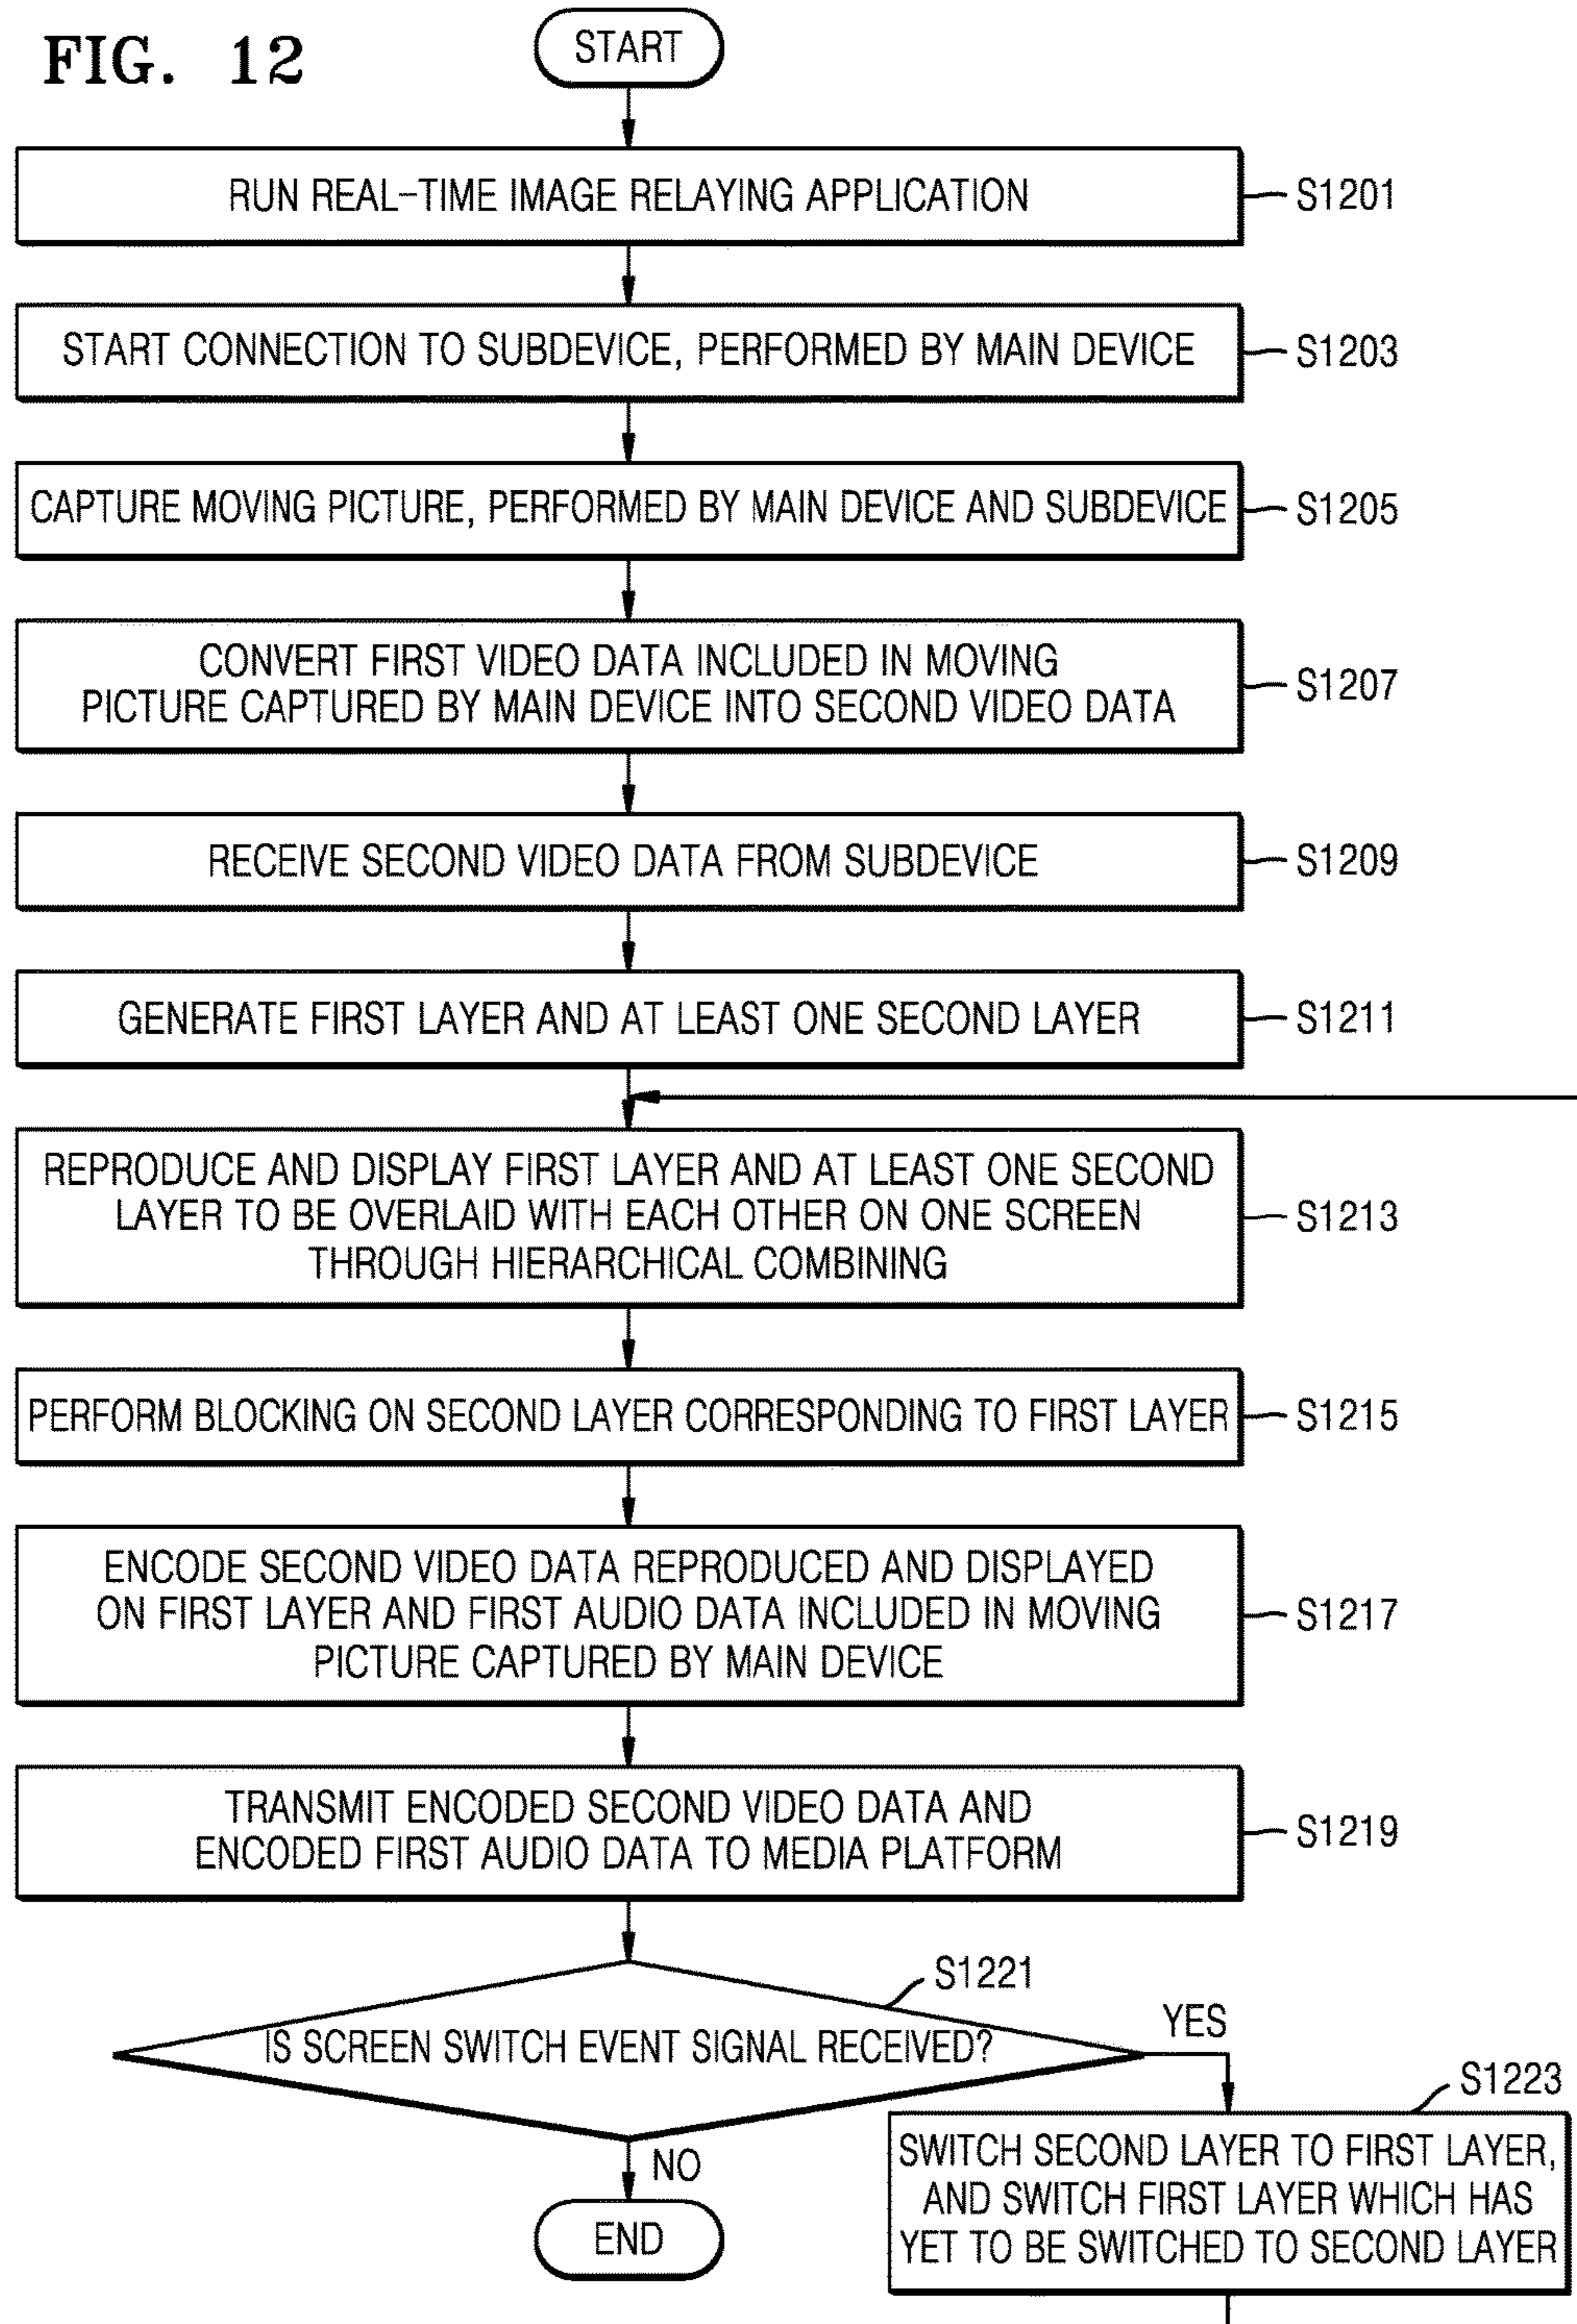 FIG. 12
START
RUN REAL-TIME IMAGE RELAYING APPLICATION
S1201
START CONNECTION TO SUBDEVICE, PERFORMED BY MAIN DEVICE
S1203
CAPTURE MOVING PICTURE, PERFORMED BY MAIN DEVICE AND SUBDEVICE
S1205
CONVERT FIRST VIDEO DATA INCLUDED IN MOVING
PICTURE CAPTURED BY MAIN DEVICE INTO SECOND VIDEO DATA
S1207
RECEIVE SECOND VIDEO DATA FROM SUBDEVICE
S1209
GENERATE FIRST LAYER AND AT LEAST ONE SECOND LAYER
S1211
REPRODUCE AND DISPLAY FIRST LAYER AND AT LEAST ONE SECOND
LAYER TO BE OVERLAID WITH EACH OTHER ON ONE SCREEN
THROUGH HIERARCHICAL COMBINING
S1213
PERFORM BLOCKING ON SECOND LAYER CORRESPONDING TO FIRST LAYER
S1215
ENCODE SECOND VIDEO DATA REPRODUCED AND DISPLAYED
ON FIRST LAYER AND FIRST AUDIO DATA INCLUDED IN MOVING
PICTURE CAPTURED BY MAIN DEVICE
S1217
TRANSMIT ENCODED SECOND VIDEO DATA AND
ENCODED FIRST AUDIO DATA TO MEDIA PLATFORM
S1219
S1221
IS SCREEN SWITCH EVENT SIGNAL RECEIVED?
YES
S1223
SWITCH SECOND LAYER TO FIRST LAYER,
AND SWITCH FIRST LAYER WHICH HAS
YET TO BE SWITCHED TO SECOND LAYER
NO
END